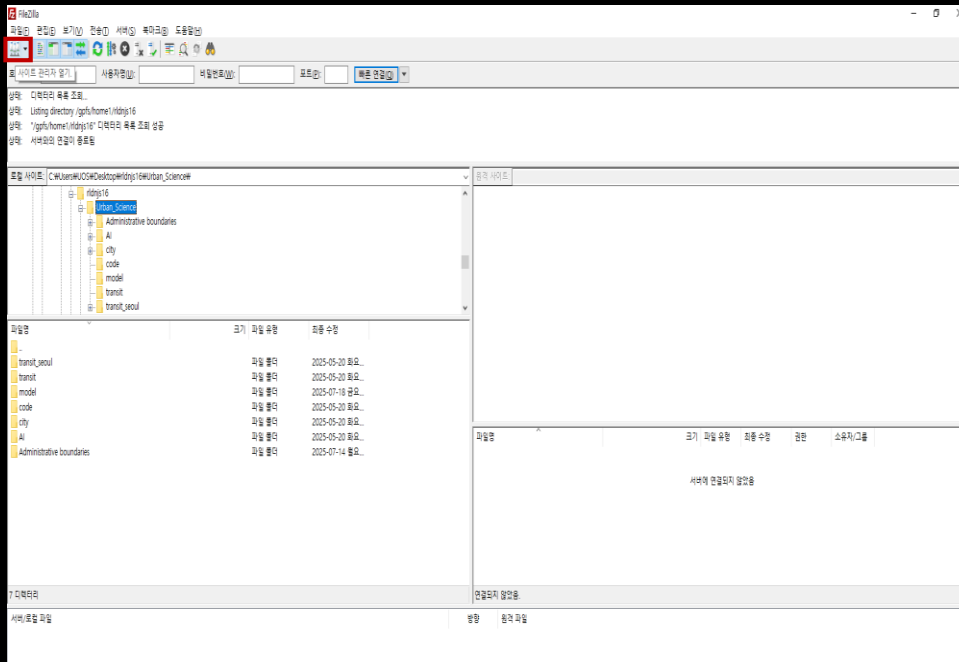 FileZilla
파일(F) 편집(E) 보기(V) 전송(T) 서버(S) 북마크(B) 도움말(H)
사이트 관리자 열기.
사용자명(U): 비밀번호(W): 포트(P): 빠른 연결(Q)
상태: 디렉터리 목록 조회...
상태: Listing directory /gpfs/home1/rldnjs16
상태: "/gpfs/home1/rldnjs16" 디렉터리 목록 조회 성공
상태: 서버와의 연결이 종료됨
로컬 사이트: C:₩Users₩UOS₩Desktop₩rldnjs16₩Urban_Science₩
rldnjs16
Urban_Science
Administrative boundaries
AI
city
code
model
transit
transit_seoul
파일명 크기 파일 유형 최종 수정
..
transit_seoul 파일 폴더 2025-05-20 화요...
transit 파일 폴더 2025-05-20 화요...
model 파일 폴더 2025-07-18 금요...
code 파일 폴더 2025-05-20 화요...
city 파일 폴더 2025-05-20 화요...
AI 파일 폴더 2025-05-20 화요...
Administrative boundaries 파일 폴더 2025-07-14 월요...
7 디렉터리
원격 사이트:
파일명 크기 파일 유형 최종 수정 권한 소유자/그룹
서버에 연결되지 않았음
연결되지 않았음.
서버/로컬 파일 방향 원격 파일